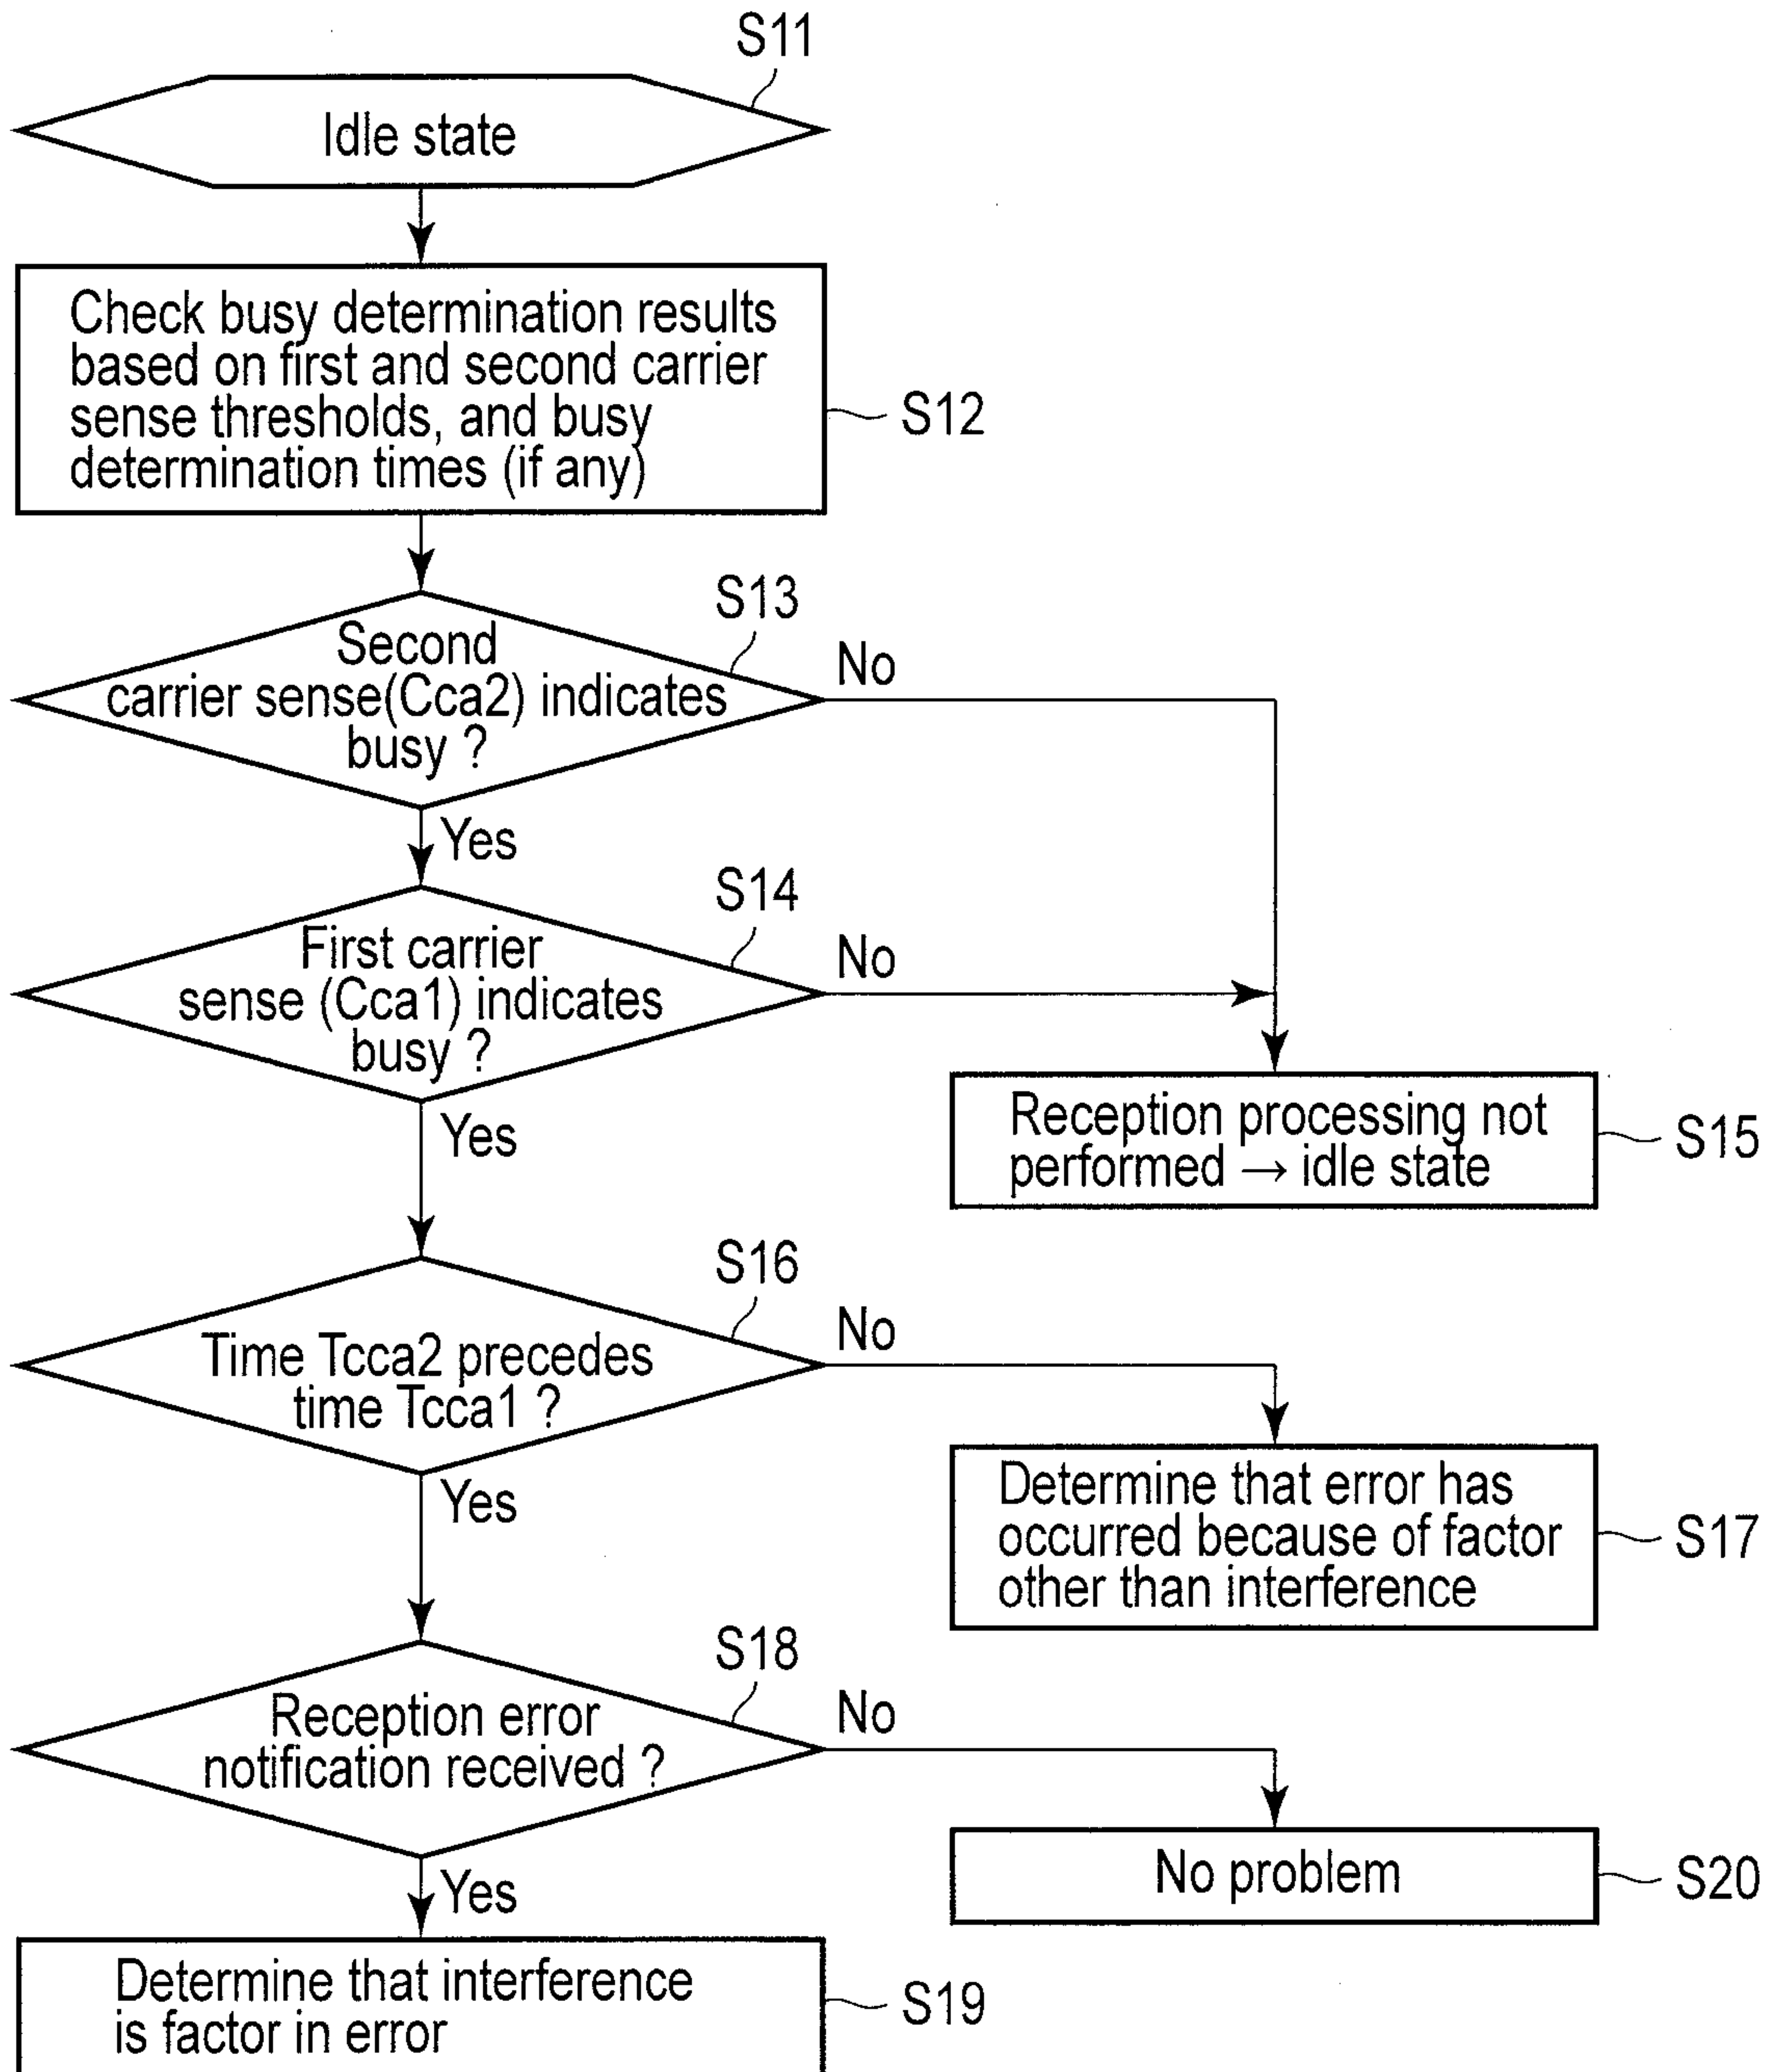 S11
Idle state
Check busy determination results
based on first and second carrier
sense thresholds, and busy
determination times (if any)
S12
S13
Second
carrier sense(Cca2) indicates
busy ?
No
Yes
S14
First carrier
sense (Cca1) indicates
busy ?
No
Yes
Reception processing not
performed → idle state
S15
S16
Time Tcca2 precedes
time Tcca1 ?
No
Yes
Determine that error has
occurred because of factor
other than interference
S17
S18
Reception error
notification received ?
No
Yes
No problem
S20
Determine that interference
is factor in error
S19